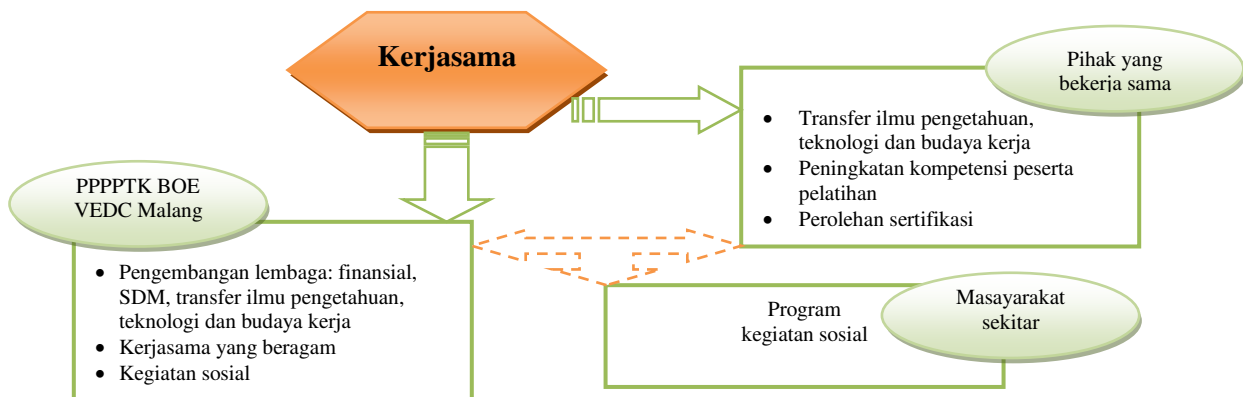 Kerjasama
Pihak yang
bekerja sama
• Transfer ilmu pengetahuan,
teknologi dan budaya kerja
• Peningkatan kompetensi peserta
pelatihan
• Perolehan sertifikasi
PPPPTK BOE
VEDC Malang
• Pengembangan lembaga: finansial,
SDM, transfer ilmu pengetahuan,
teknologi dan budaya kerja
• Kerjasama yang beragam
• Kegiatan sosial
Program
kegiatan sosial
Masayarakat
sekitar